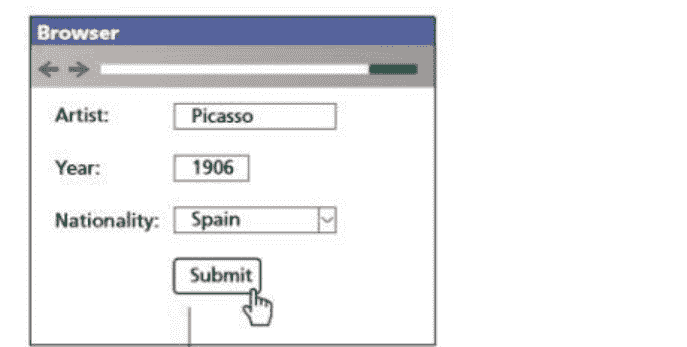 Browser
Artist: Picasso
Year: 1906
Nationality: Spain
Submit